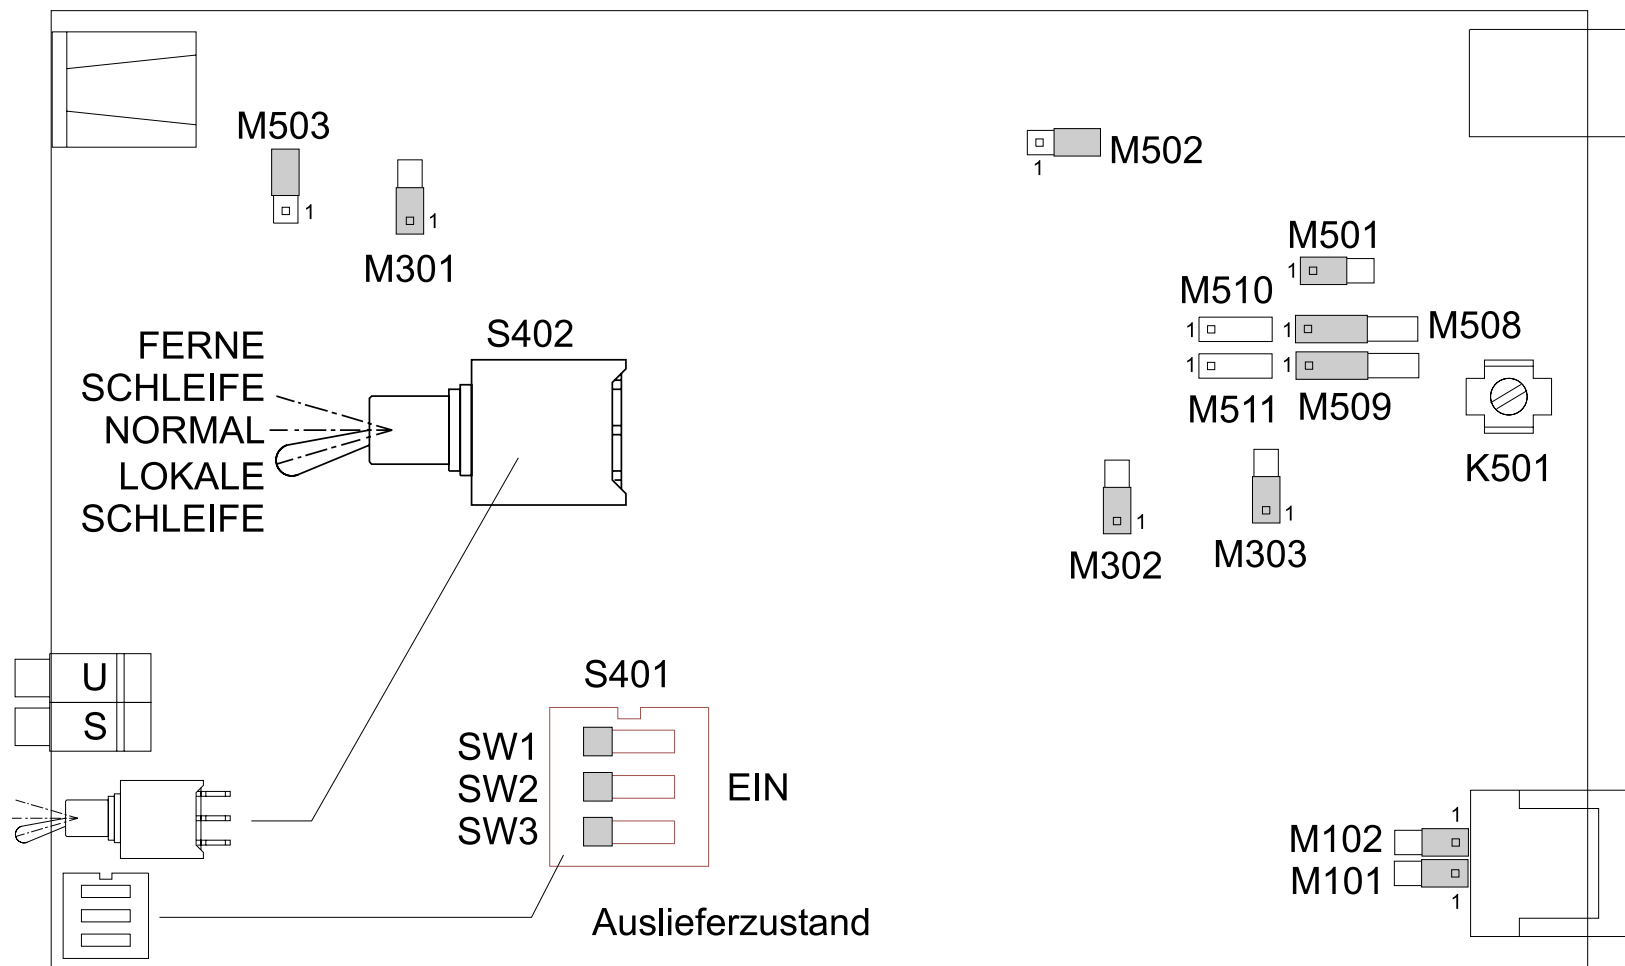 M503
1
M301
1
M502
1
M501
1
M510
1
M508
1
M511
1
M509
1
K501
M302
1
M303
1
S402
FERNE
SCHLEIFE
NORMAL
LOKALE
SCHLEIFE
U
S
S401
SW1
SW2
SW3
EIN
Auslieferzustand
1
M102
M101
1